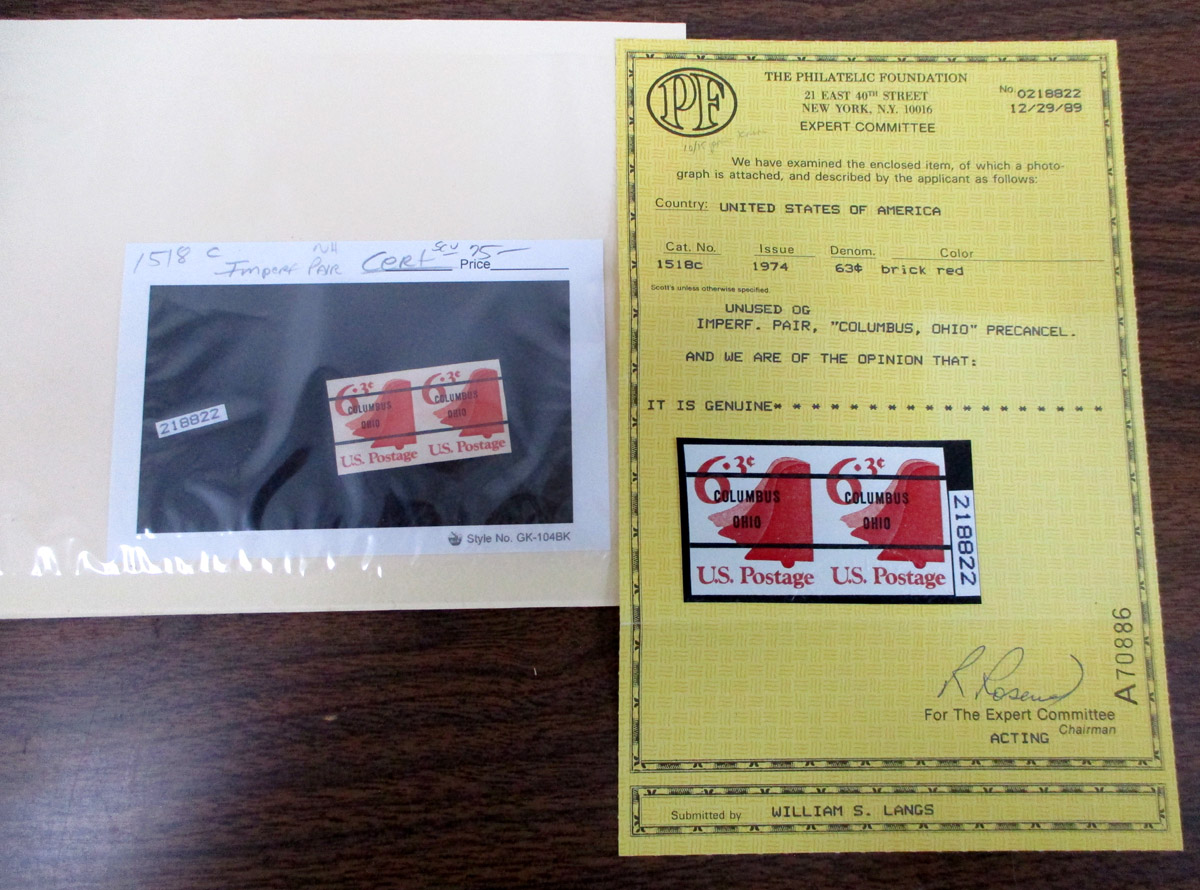 1518 c NH SCV 75-
Imperf Pair Cert Price
218822
6.3¢ 6.3¢
COLUMBUS COLUMBUS
OHIO OHIO
U.S. Postage U.S. Postage
Style No. GK-104BK
PF
THE PHILATELIC FOUNDATION
21 EAST 40TH STREET
NEW YORK, N.Y. 10016
EXPERT COMMITTEE
No. 0218822
12/29/89
We have examined the enclosed item, of which a photo-
graph is attached, and described by the applicant as follows:
Country: UNITED STATES OF AMERICA
Cat. No. Issue Denom. Color
1518c 1974 63¢ brick red
Scott's unless otherwise specified.
UNUSED OG
IMPERF. PAIR, "COLUMBUS, OHIO" PRECANCEL.
AND WE ARE OF THE OPINION THAT:
IT IS GENUINE* * * * * * * * * * * * * * * * * *
6.3¢ 6.3¢
COLUMBUS COLUMBUS
OHIO OHIO
U.S. Postage U.S. Postage
218822
A70886
R Rosen
For The Expert Committee
Chairman
ACTING
Submitted by WILLIAM S. LANGS